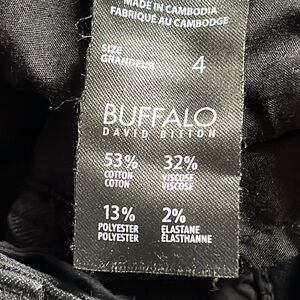 MADE IN CAMBODIA
FABRIQUÉ AU CAMBODGE
SIZE
GRANDEUR 4
BUFFALO
DAVID BITTON
53% 32%
COTTON VISCOSE
COTON VISCOSE
13% 2%
POLYESTER ELASTANE
POLYESTER ÉLASTHANNE